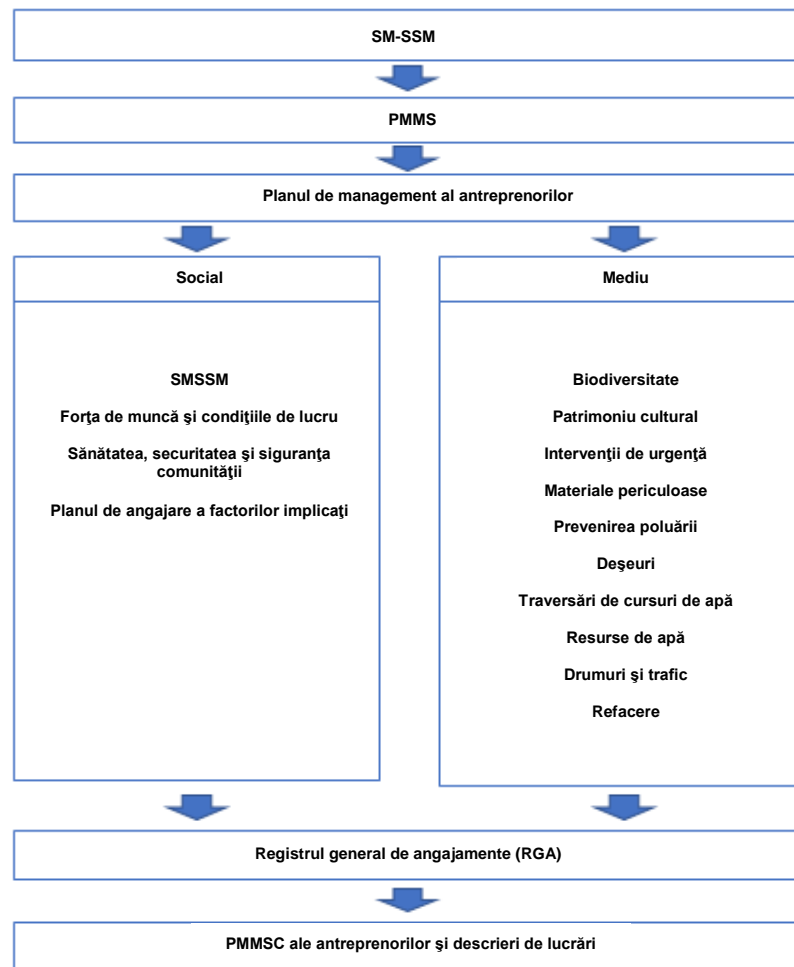 SM-SSM
PMMS
Planul de management al antreprenorilor
Social
SMSSM
Forţa de muncă şi condiţiile de lucru
Sănătatea, securitatea şi siguranţa
comunităţii
Planul de angajare a factorilor implicaţi
Mediu
Biodiversitate
Patrimoniu cultural
Intervenţii de urgenţă
Materiale periculoase
Prevenirea poluării
Deşeuri
Traversări de cursuri de apă
Resurse de apă
Drumuri şi trafic
Refacere
Registrul general de angajamente (RGA)
PMMSC ale antreprenorilor şi descrieri de lucrări